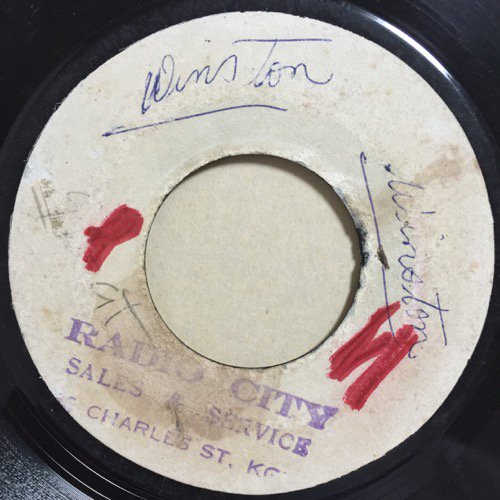 Winston
Winston
RADIO CITY
SALES & SERVICE
CHARLES ST. K